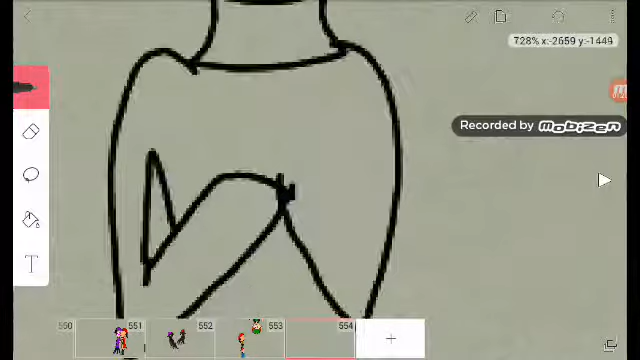 728% x:-2659 y:-1449
Recorded by mobizen
T
550 551 552 553 554
+